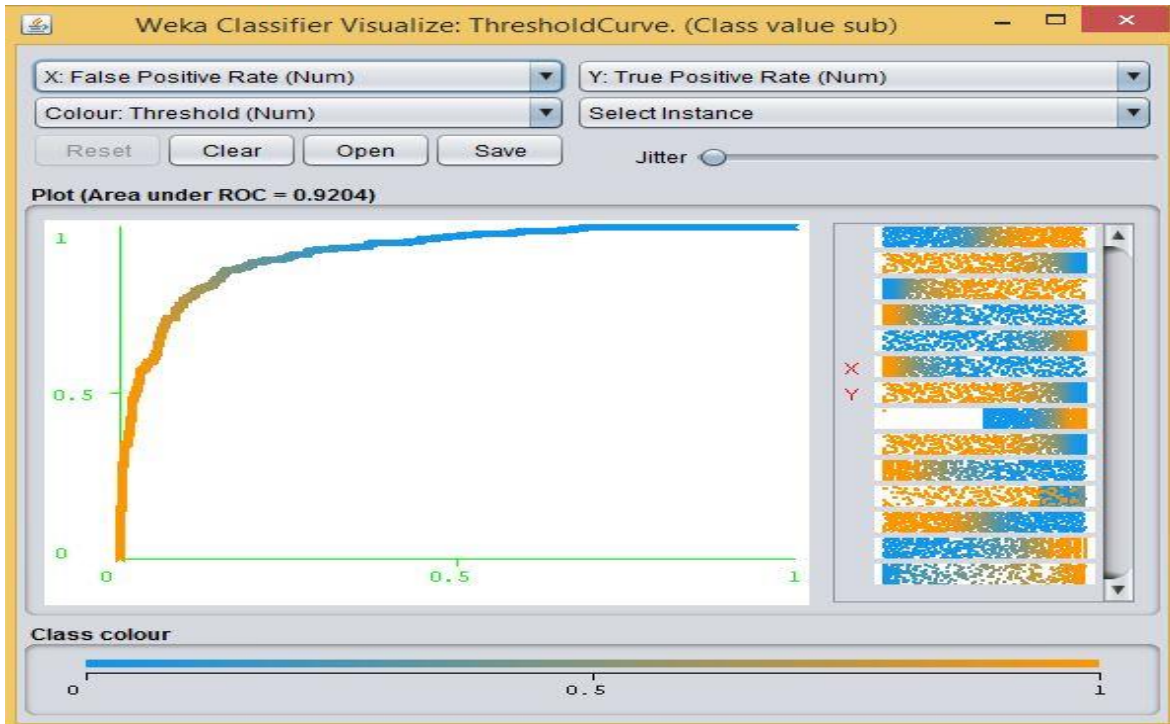 Weka Classifier Visualize: ThresholdCurve. (Class value sub)
X: False Positive Rate (Num) Y: True Positive Rate (Num)
Colour: Threshold (Num) Select Instance
Reset Clear Open Save Jitter
Plot (Area under ROC = 0.9204)
1
0.5
0
0 0.5 1
X
Y
Class colour
0 0.5 1